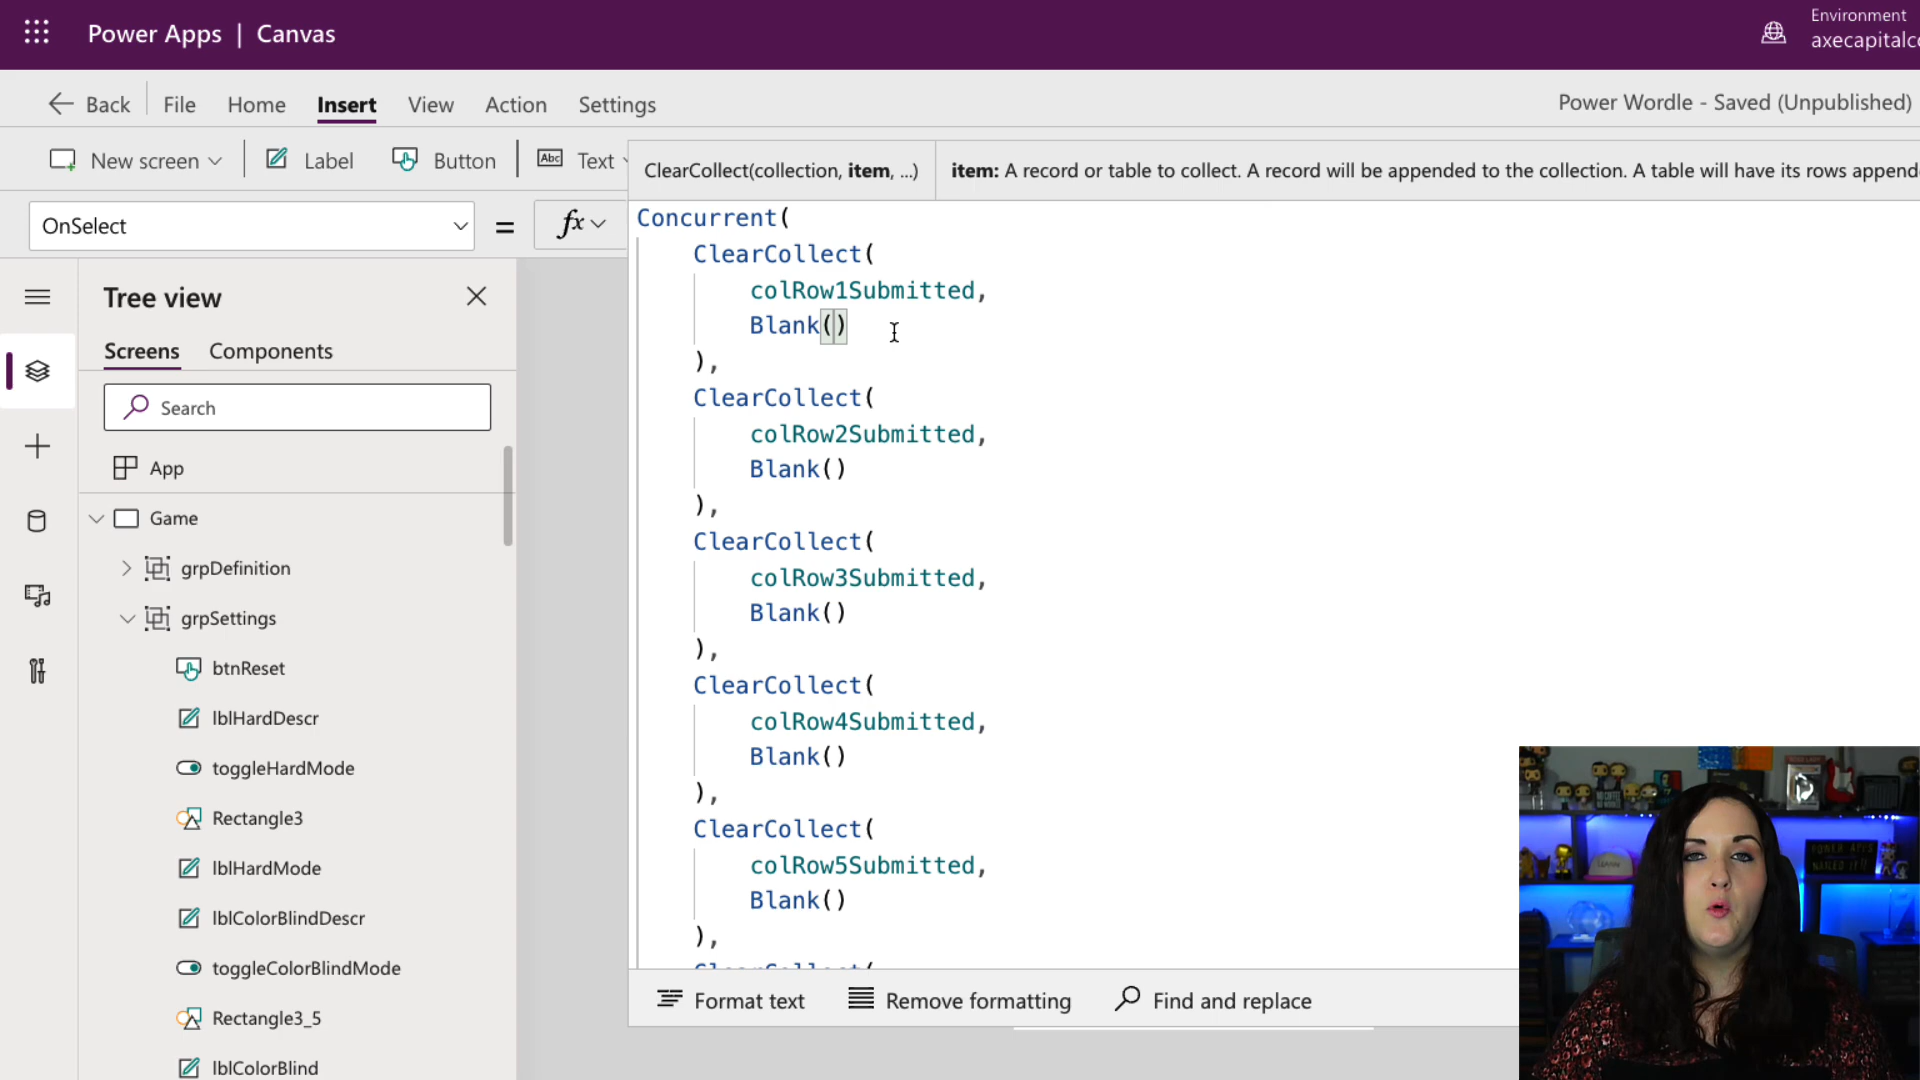 Power Apps | Canvas
Environment
axecapitalco
Back File Home Insert View Action Settings
Power Wordle - Saved (Unpublished)
New screen Label Button Abc Text
ClearCollect(collection, item, ...) item: A record or table to collect. A record will be appended to the collection. A table will have its rows append
OnSelect = fx
Concurrent(
ClearCollect(
colRow1Submitted,
Blank()
),
ClearCollect(
colRow2Submitted,
Blank()
),
ClearCollect(
colRow3Submitted,
Blank()
),
ClearCollect(
colRow4Submitted,
Blank()
),
ClearCollect(
colRow5Submitted,
Blank()
),
ClearCollect(
Format text Remove formatting Find and replace
Tree view
Screens Components
Search
App
Game
grpDefinition
grpSettings
btnReset
lblHardDescr
toggleHardMode
Rectangle3
lblHardMode
lblColorBlindDescr
toggleColorBlindMode
Rectangle3_5
lblColorBlind